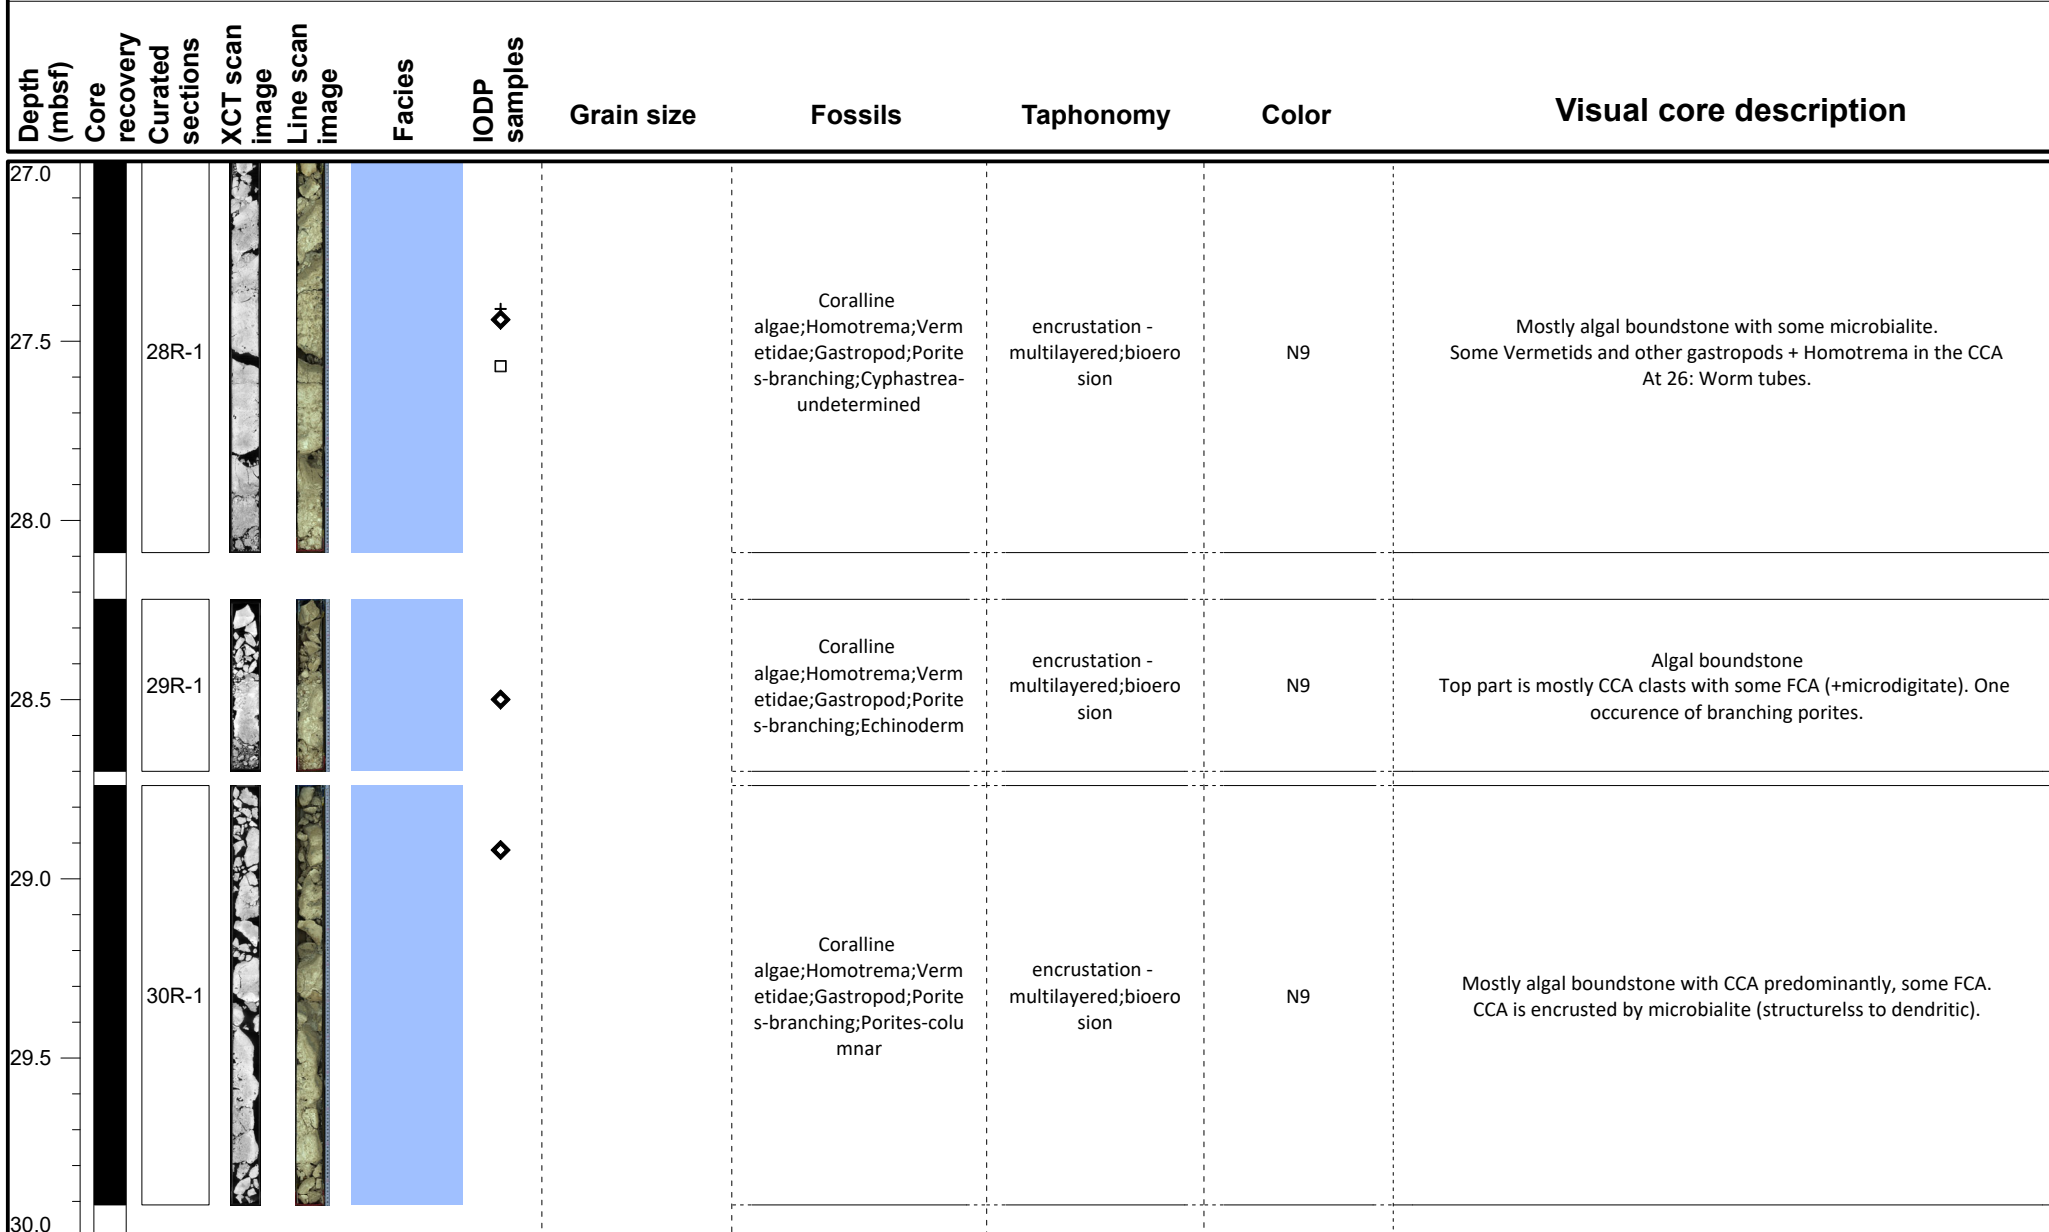 Depth (mbsf)
Core recovery
Curated sections
XCT scan image
Line scan image
Facies
IODP samples
Grain size
Fossils
Taphonomy
Color
Visual core description
27.0
27.5
28.0
28.5
29.0
29.5
30.0
28R-1
Coralline
algae;Homotrema;Verm
etidae;Gastropod;Porite
s-branching;Cyphastrea-
undetermined
encrustation -
multilayered;bioero
sion
N9
Mostly algal boundstone with some microbialite.
Some Vermetids and other gastropods + Homotrema in the CCA
At 26: Worm tubes.
29R-1
Coralline
algae;Homotrema;Verm
etidae;Gastropod;Porite
s-branching;Echinoderm
encrustation -
multilayered;bioero
sion
N9
Algal boundstone
Top part is mostly CCA clasts with some FCA (+microdigitate). One
occurence of branching porites.
30R-1
Coralline
algae;Homotrema;Verm
etidae;Gastropod;Porite
s-branching;Porites-colu
mnar
encrustation -
multilayered;bioero
sion
N9
Mostly algal boundstone with CCA predominantly, some FCA.
CCA is encrusted by microbialite (structurelss to dendritic).